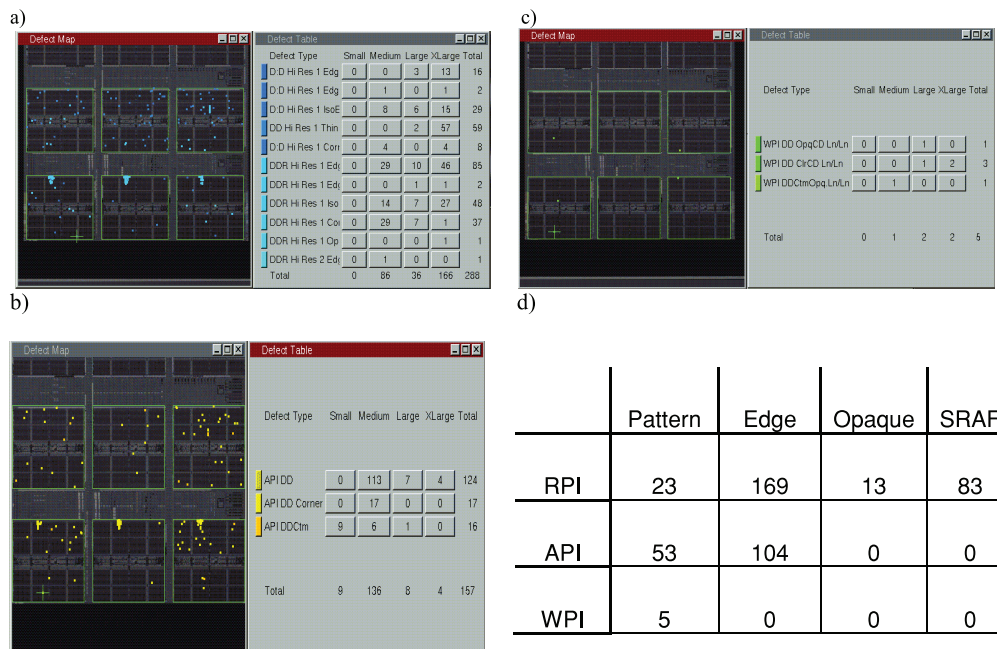 a)
Defect Map
Defect Table
Defect Type Small Medium Large XLarge Total
D:D Hi Res 1 Edg 0 0 3 13 16
D:D Hi Res 1 Edg 0 1 0 1 2
D:D Hi Res 1 IsoE 0 8 6 15 29
DD Hi Res 1 Thin 0 0 2 57 59
D:D Hi Res 1 Corr 0 4 0 4 8
DDR Hi Res 1 Edg 0 29 10 46 85
DDR Hi Res 1 Edg 0 0 1 1 2
DDR Hi Res 1 Iso 0 14 7 27 48
DDR Hi Res 1 Cor 0 29 7 1 37
DDR Hi Res 1 Op 0 0 0 1 1
DDR Hi Res 2 Edg 0 1 0 0 1
Total 0 86 36 166 288
c)
Defect Map
Defect Table
Defect Type Small Medium Large XLarge Total
WPI DD OpqCD Ln/Ln 0 0 1 0 1
WPI DD ClrCD Ln/Ln 0 0 1 2 3
WPI DDCtmOpq.Ln/Ln 0 1 0 0 1
Total 0 1 2 2 5
b)
Defect Map
Defect Table
Defect Type Small Medium Large XLarge Total
API DD 0 113 7 4 124
API DD Corner 0 17 0 0 17
API DDCtm 9 6 1 0 16
Total 9 136 8 4 157
d)
Pattern Edge Opaque SRAF
RPI 23 169 13 83
API 53 104 0 0
WPI 5 0 0 0